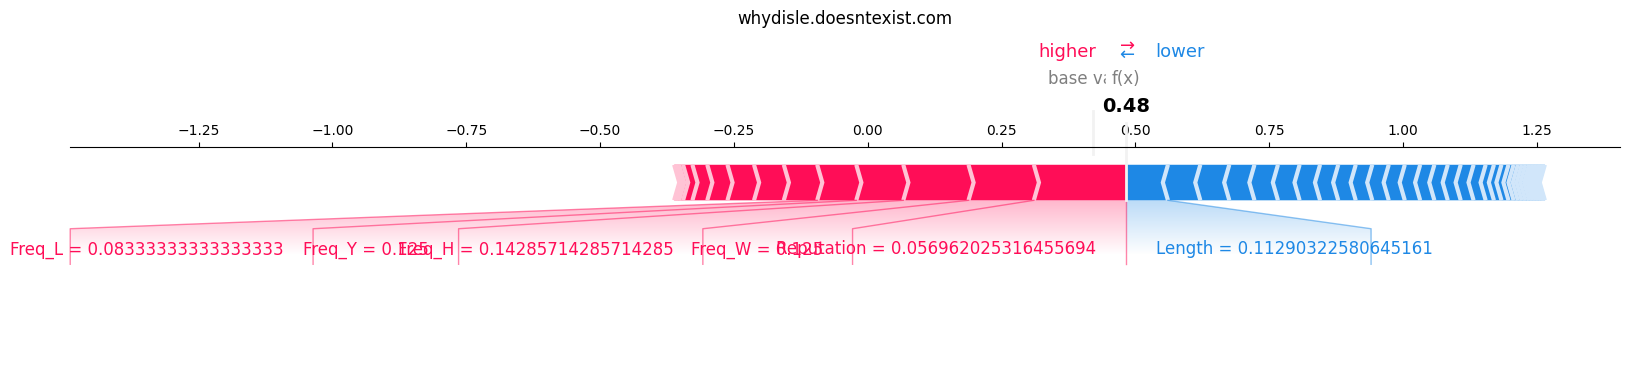 whydisle.doesntexist.com
higher ⇄ lower
base va f(x)
0.48
−1.25 −1.00 −0.75 −0.50 −0.25 0.00 0.25 0.50 0.75 1.00 1.25
Freq_L = 0.08333333333333333 Freq_Y = 0.125 Freq_H = 0.14285714285714285 Freq_W = 0.125 Reputation = 0.056962025316455694 Length = 0.11290322580645161